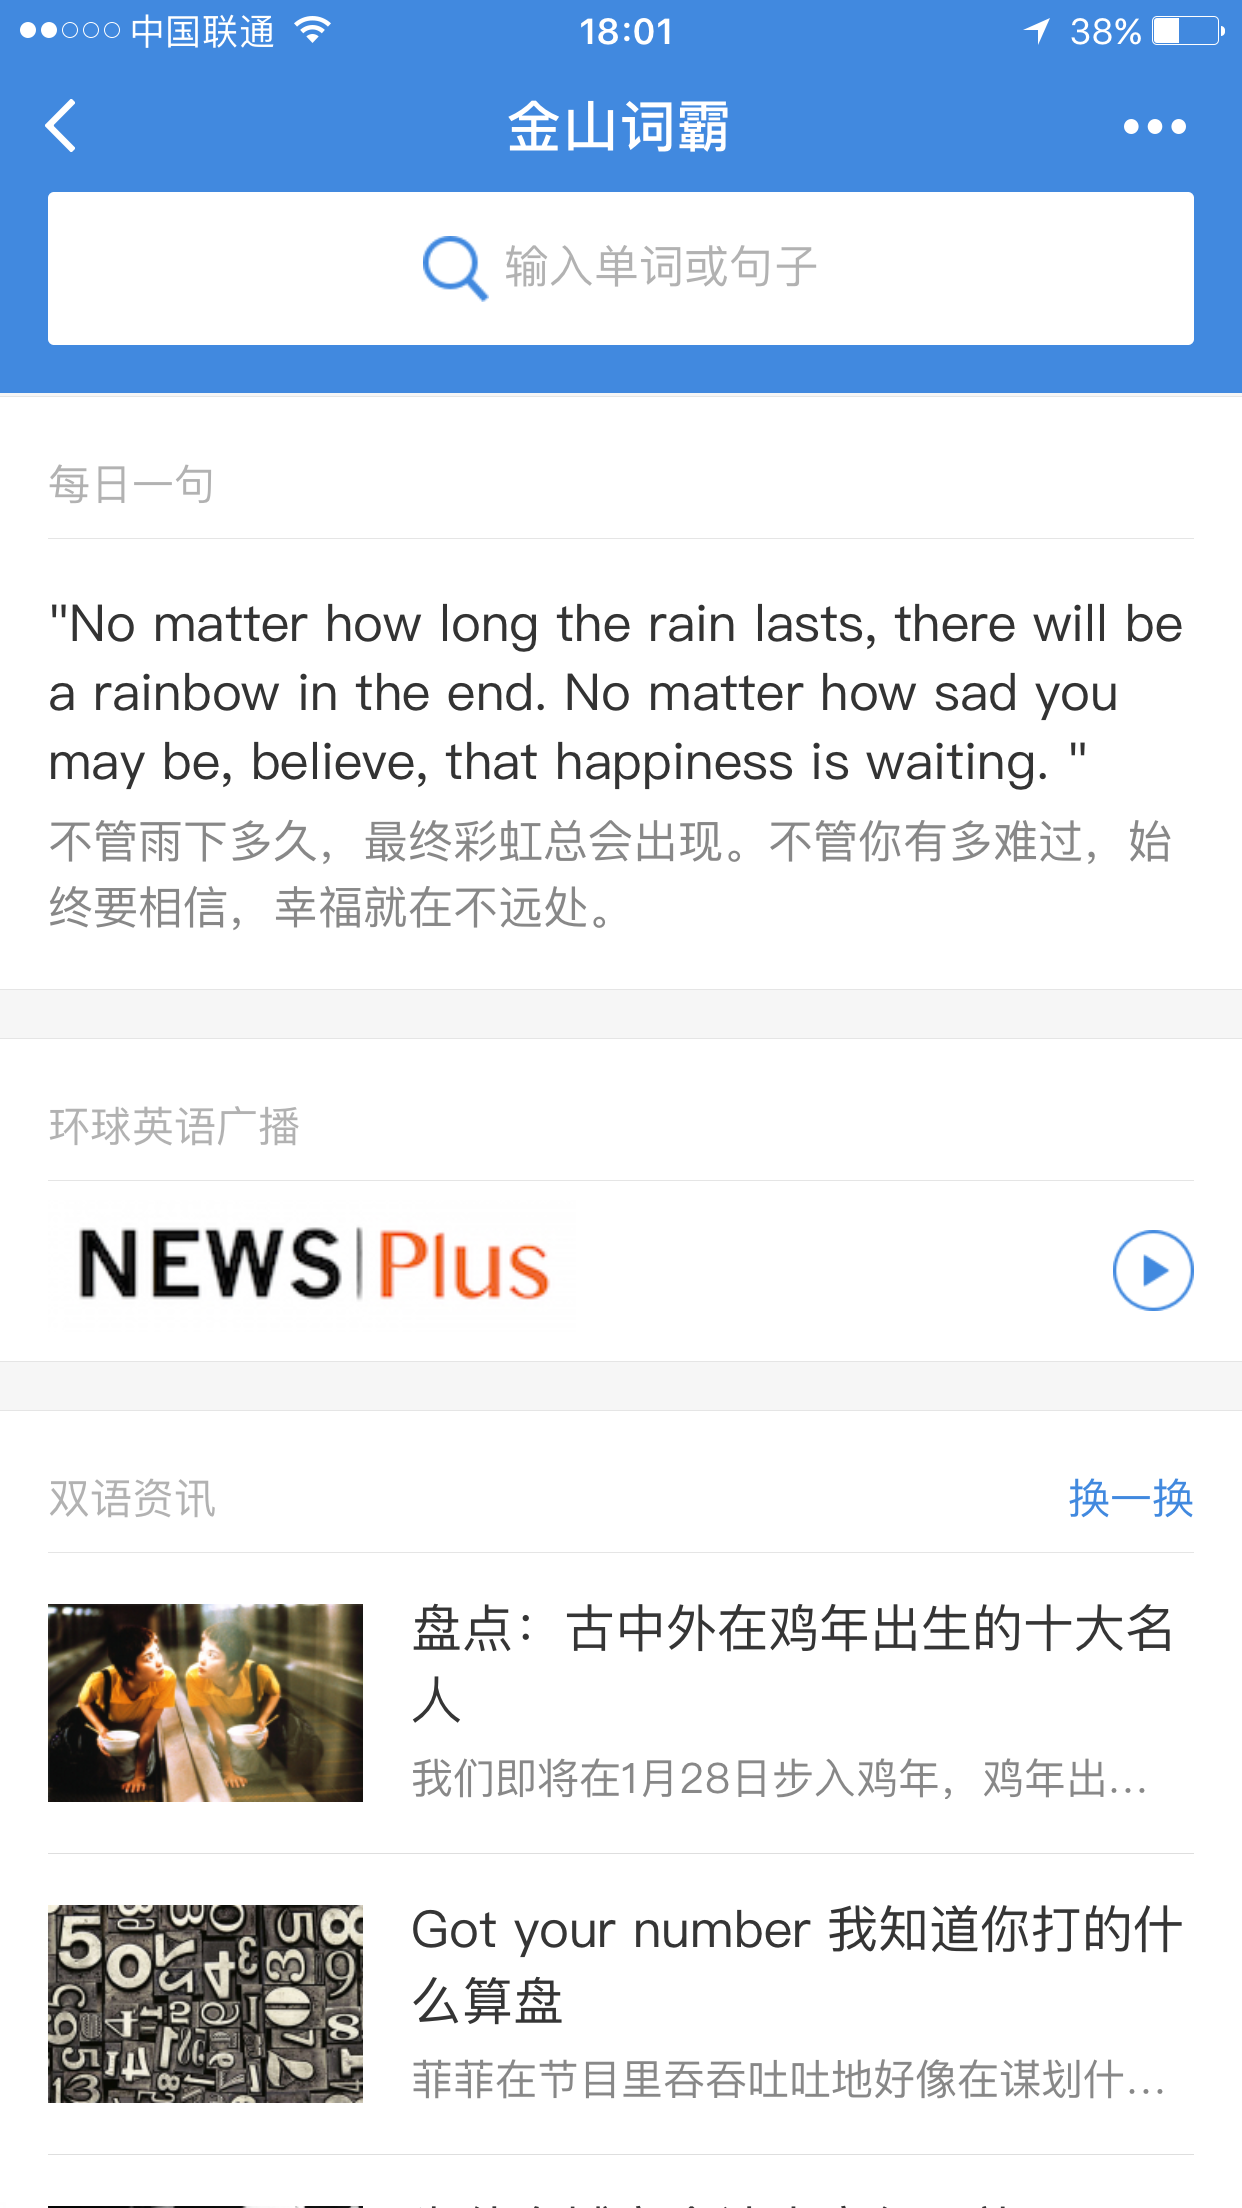 中国联通
18:01
38%
金山词霸
输入单词或句子
每日一句
"No matter how long the rain lasts, there will be
a rainbow in the end. No matter how sad you
may be, believe, that happiness is waiting. "
不管雨下多久，最终彩虹总会出现。不管你有多难过，始
终要相信，幸福就在不远处。
环球英语广播
NEWS|Plus
双语资讯
换一换
盘点：古中外在鸡年出生的十大名
人
我们即将在1月28日步入鸡年，鸡年出...
Got your number 我知道你打的什
么算盘
菲菲在节目里吞吞吐吐地好像在谋划什...